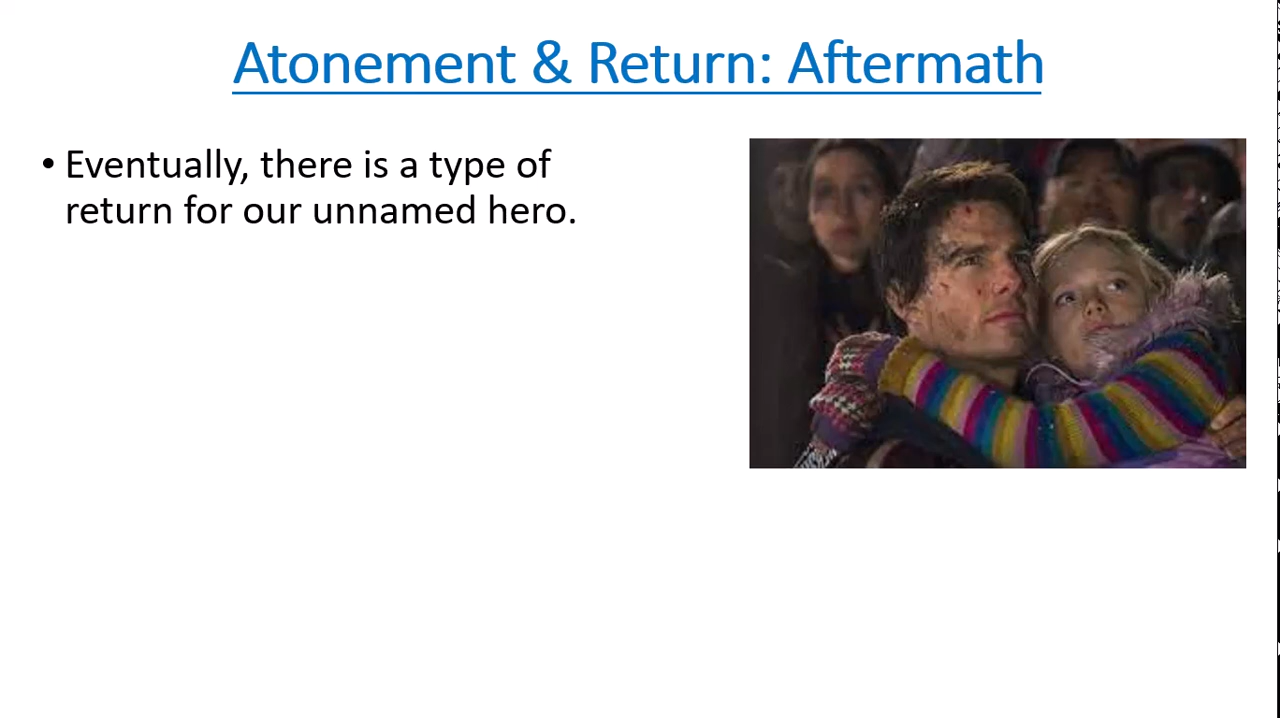 Atonement & Return: Aftermath
• Eventually, there is a type of
return for our unnamed hero.